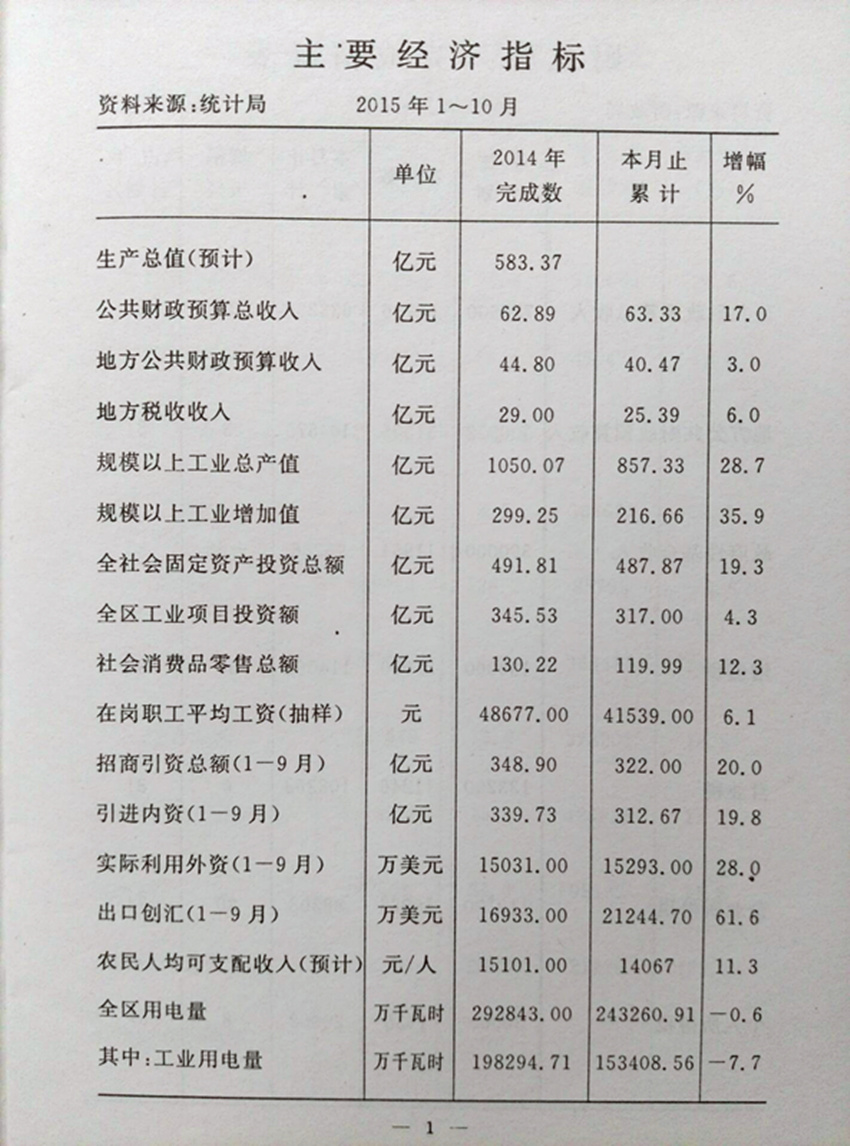 主要经济指标
资料来源:统计局 2015年1～10月
单位 2014年完成数 本月止累计 增幅%
生产总值(预计) 亿元 583.37
公共财政预算总收入 亿元 62.89 63.33 17.0
地方公共财政预算收入 亿元 44.80 40.47 3.0
地方税收收入 亿元 29.00 25.39 6.0
规模以上工业总产值 亿元 1050.07 857.33 28.7
规模以上工业增加值 亿元 299.25 216.66 35.9
全社会固定资产投资总额 亿元 491.81 487.87 19.3
全区工业项目投资额 亿元 345.53 317.00 4.3
社会消费品零售总额 亿元 130.22 119.99 12.3
在岗职工平均工资(抽样) 元 48677.00 41539.00 6.1
招商引资总额(1-9月) 亿元 348.90 322.00 20.0
引进内资(1-9月) 亿元 339.73 312.67 19.8
实际利用外资(1-9月) 万美元 15031.00 15293.00 28.0
出口创汇(1-9月) 万美元 16933.00 21244.70 61.6
农民人均可支配收入(预计) 元/人 15101.00 14067 11.3
全区用电量 万千瓦时 292843.00 243260.91 -0.6
其中:工业用电量 万千瓦时 198294.71 153408.56 -7.7
— 1 —